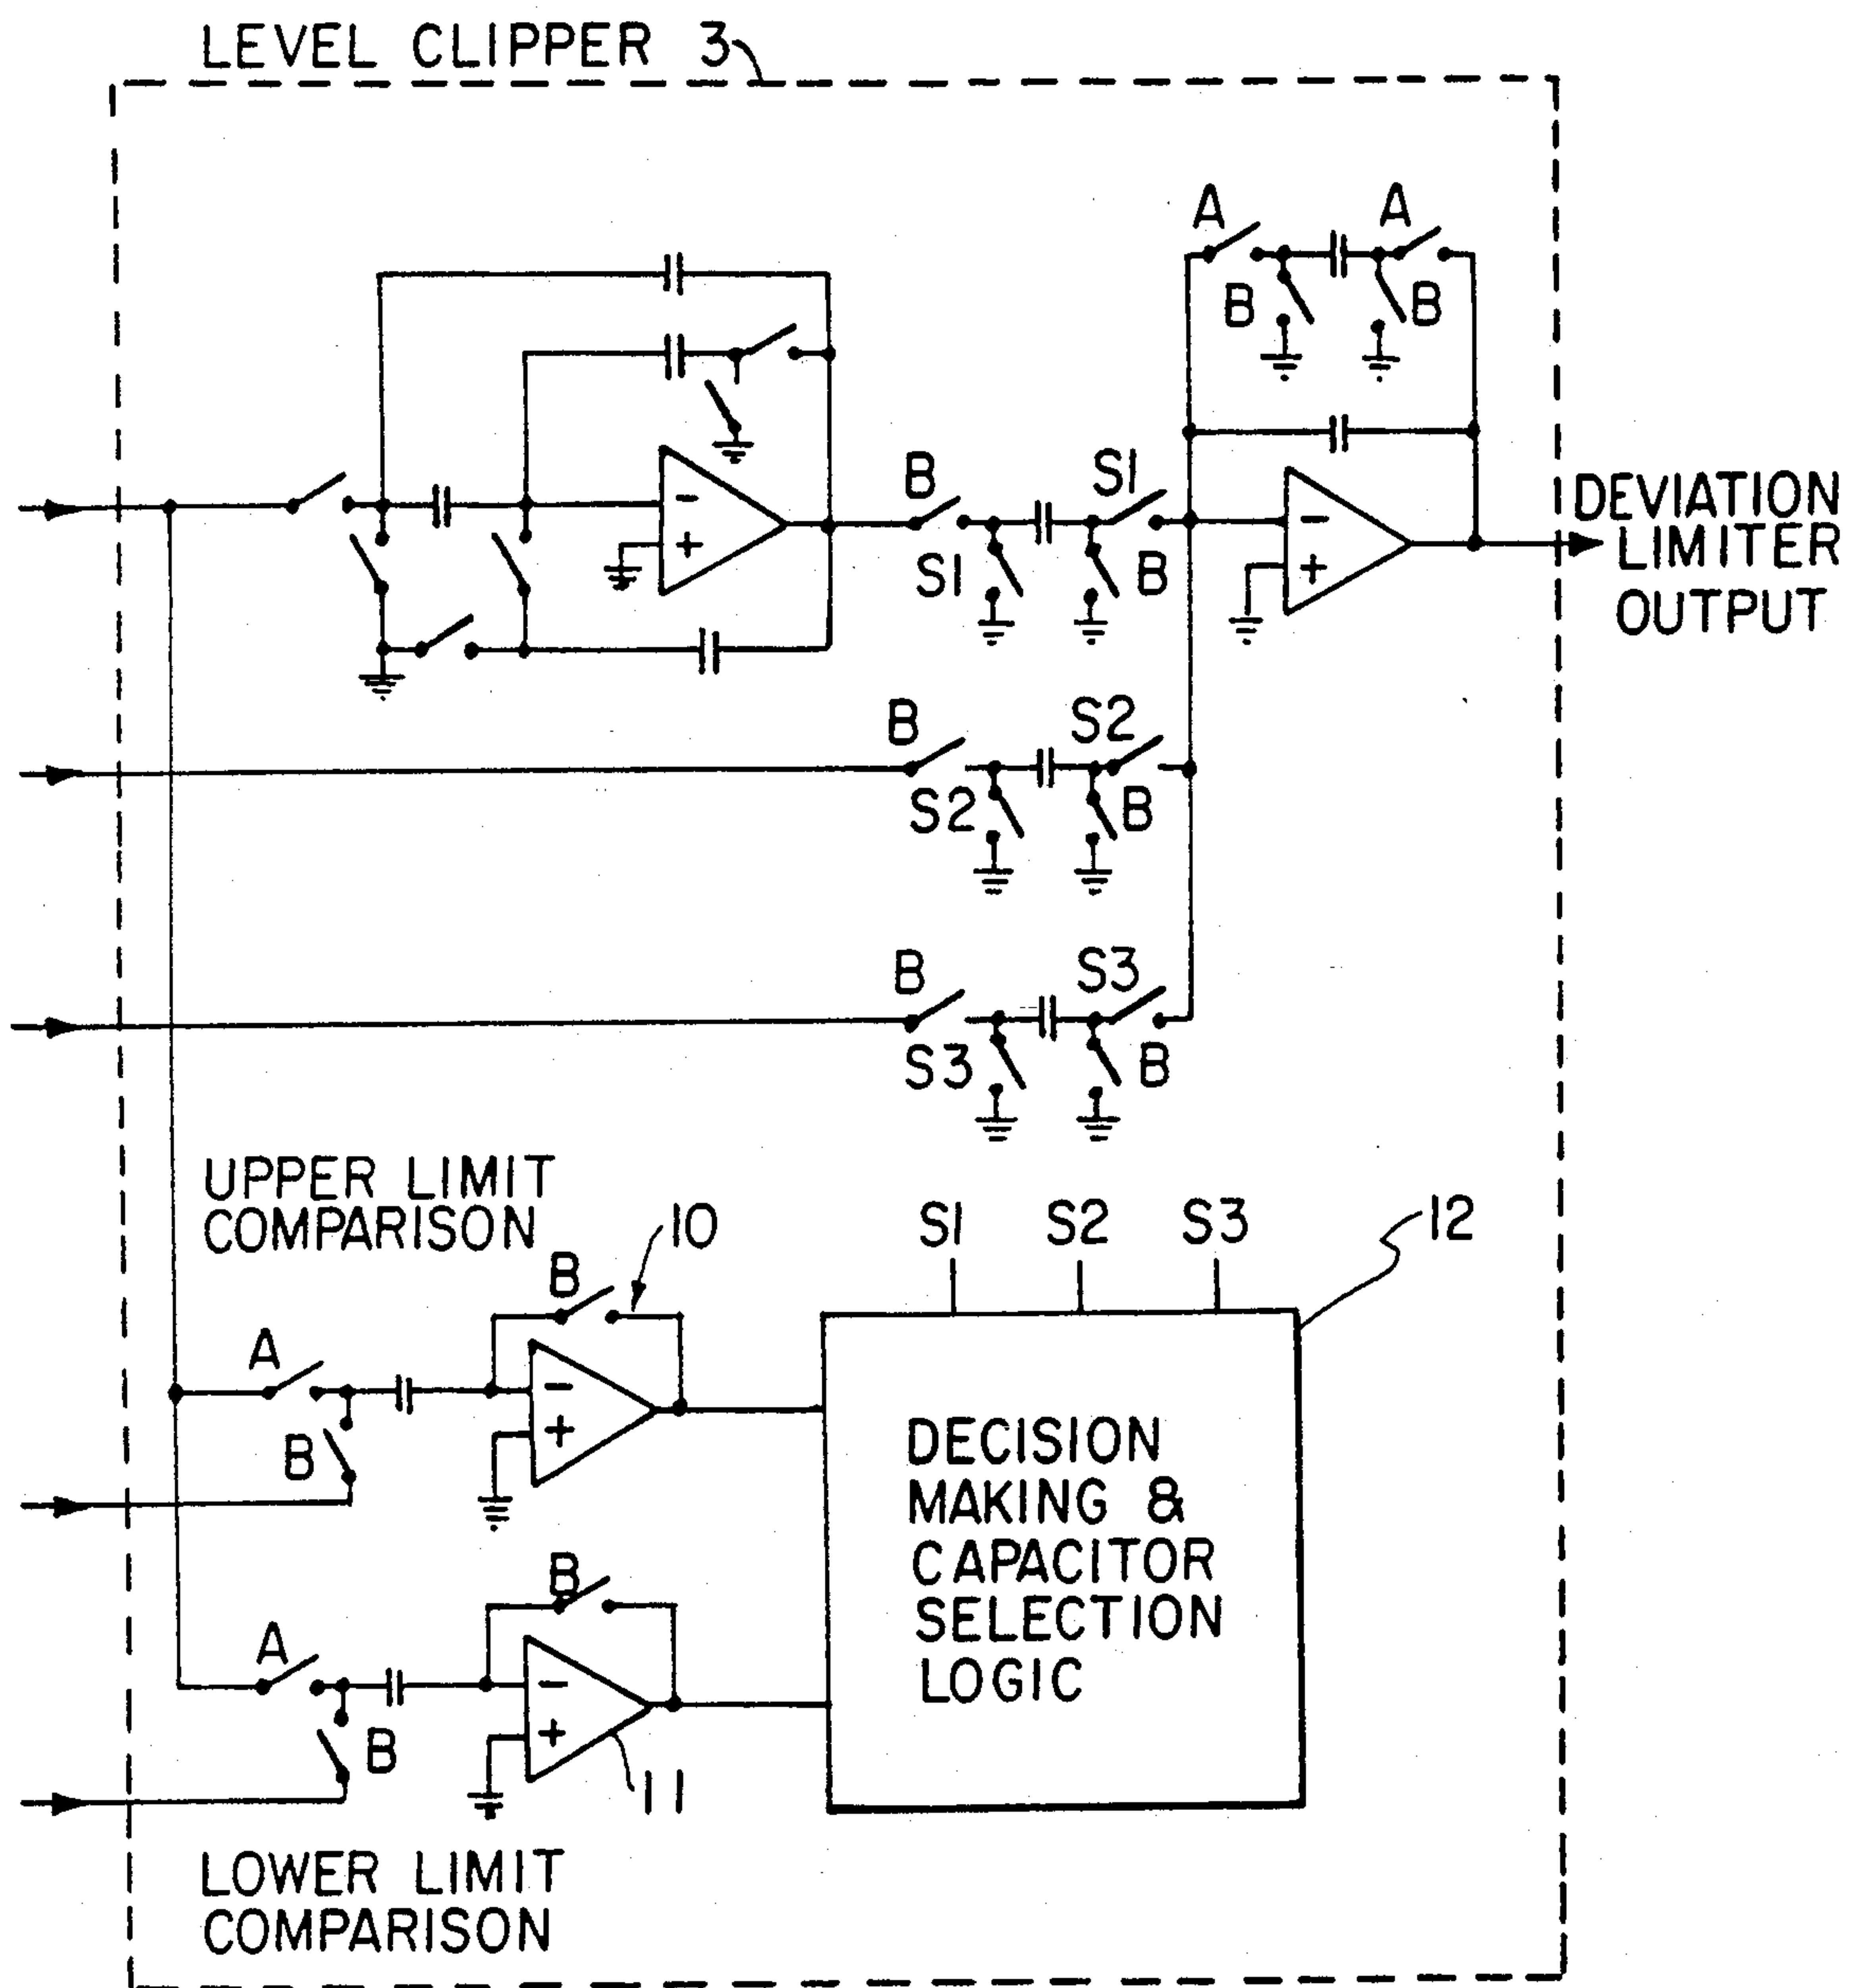 LEVEL CLIPPER 3
A A
B B
B S1
S1 B
- -
+ +
DEVIATION
LIMITER
OUTPUT
B S2
S2 B
B S3
S3 B
UPPER LIMIT
COMPARISON
10
S1 S2 S3
12
B
A
-
+
B
DECISION
MAKING &
CAPACITOR
SELECTION
LOGIC
B
A
-
+
B
11
LOWER LIMIT
COMPARISON